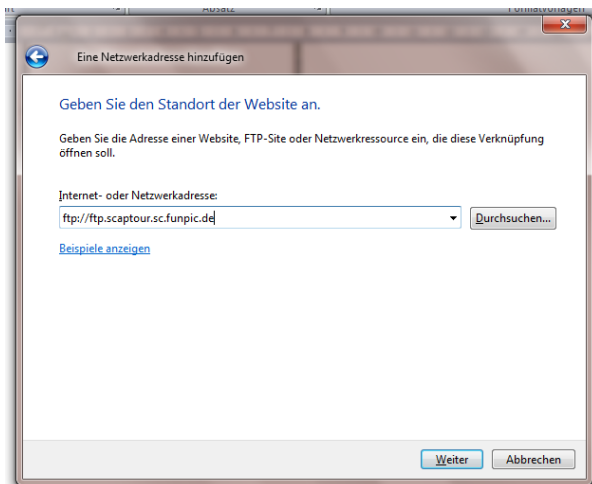 Absatz
Formatvorlagen
Eine Netzwerkadresse hinzufügen
Geben Sie den Standort der Website an.
Geben Sie die Adresse einer Website, FTP-Site oder Netzwerkressource ein, die diese Verknüpfung
öffnen soll.
Internet- oder Netzwerkadresse:
ftp://ftp.scaptour.sc.funpic.de
Durchsuchen...
Beispiele anzeigen
Weiter
Abbrechen